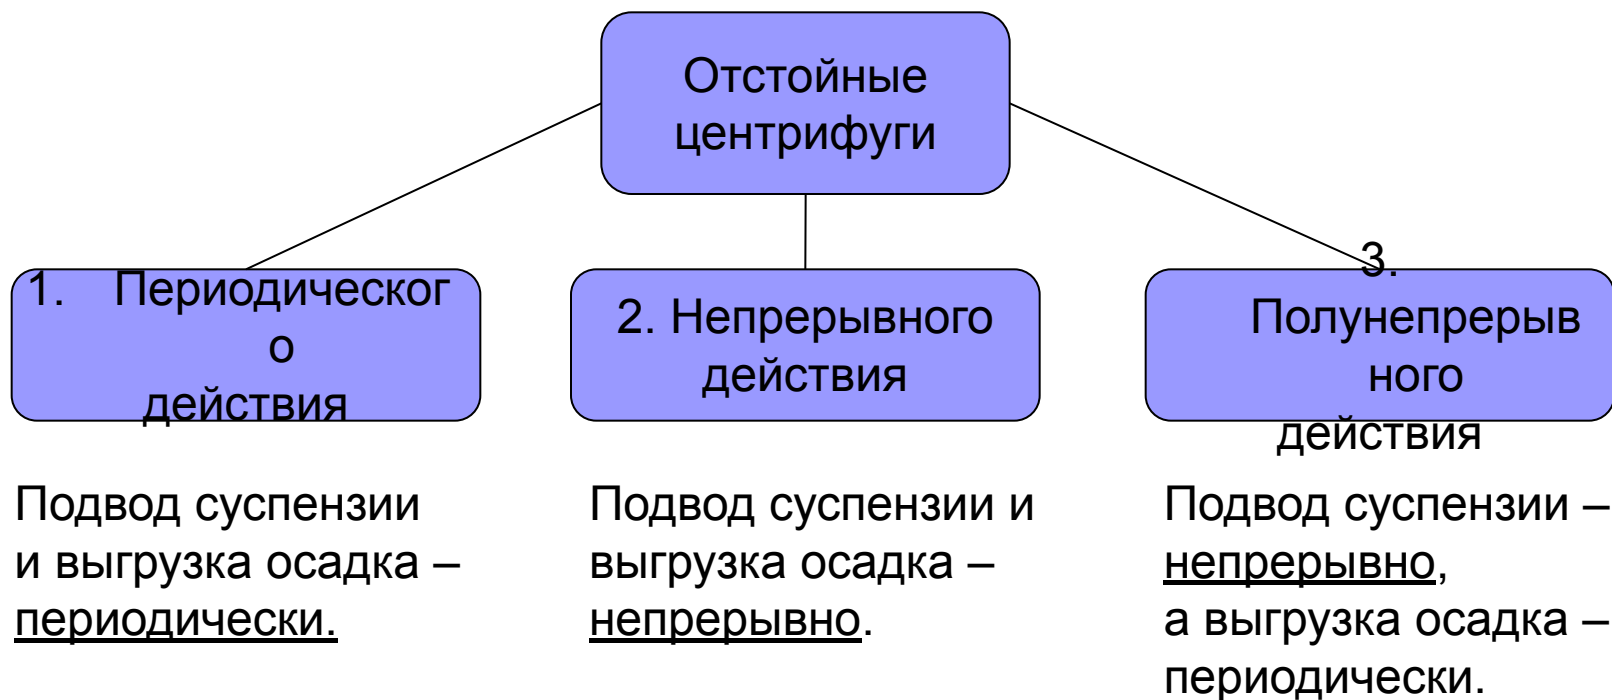 Отстойные
центрифуги
1. Периодическог
о
действия
2. Непрерывного
действия
3.
Полунепрерыв
ного
действия
Подвод суспензии
и выгрузка осадка –
периодически.
Подвод суспензии и
выгрузка осадка –
непрерывно.
Подвод суспензии –
непрерывно,
а выгрузка осадка –
периодически.